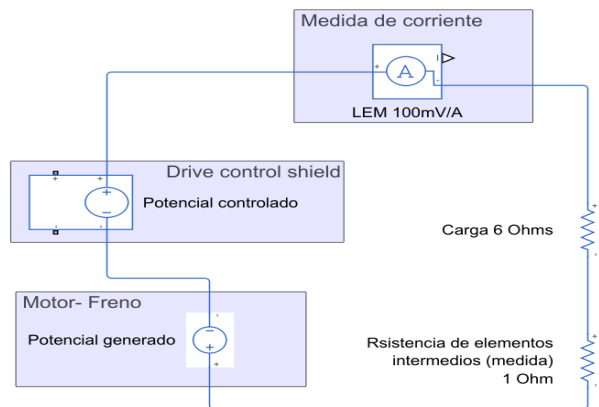 Medida de corriente
A
I
LEM 100mV/A
Drive control shield
Potencial controlado
Carga 6 Ohms
Motor- Freno
Potencial generado
Rsistencia de elementos
intermedios (medida)
1 Ohm